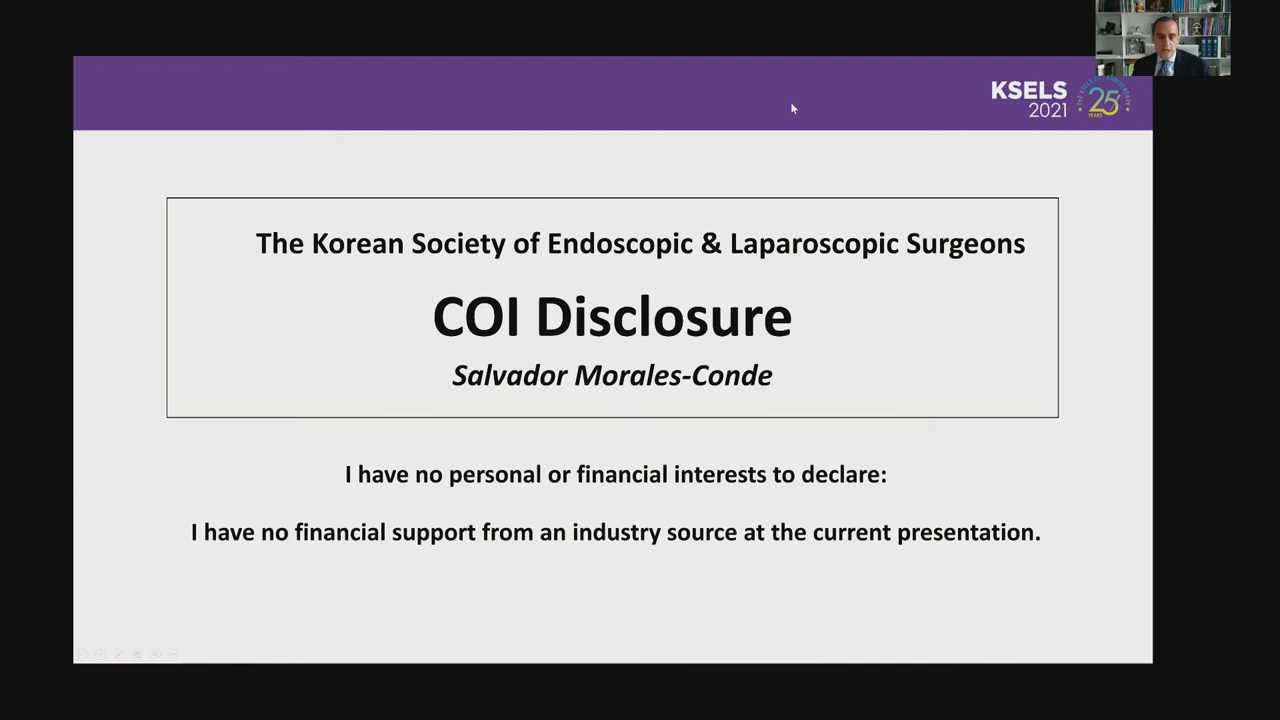 KSELS
2021
25
YEARS
The Korean Society of Endoscopic & Laparoscopic Surgeons
COI Disclosure
Salvador Morales-Conde
I have no personal or financial interests to declare:
I have no financial support from an industry source at the current presentation.